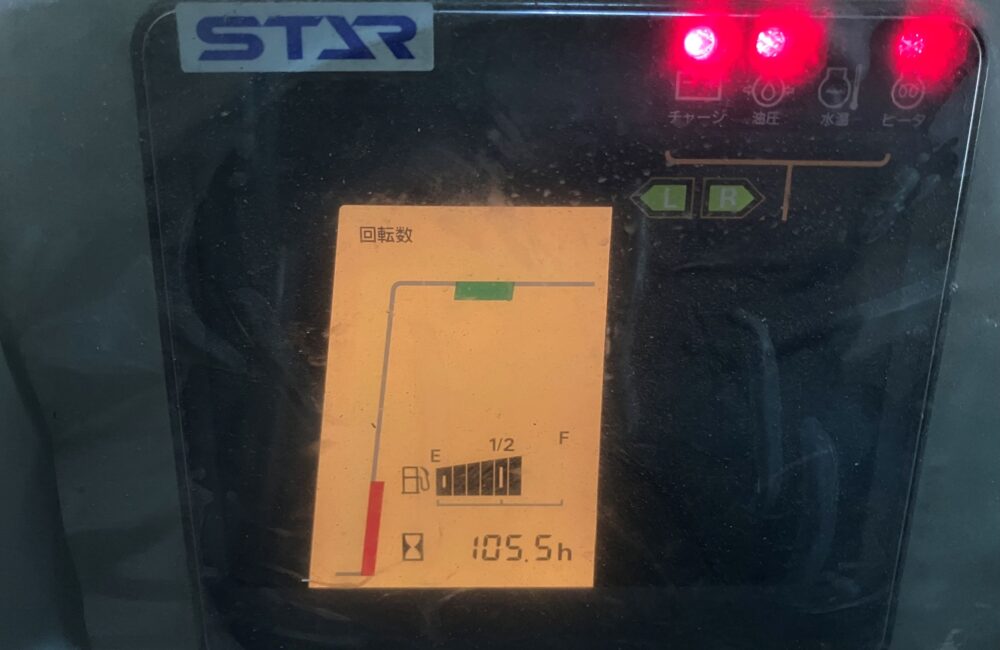 STAR
チャージ 油圧 水温 ヒータ
L R
回転数
E 1/2 F
105.5h